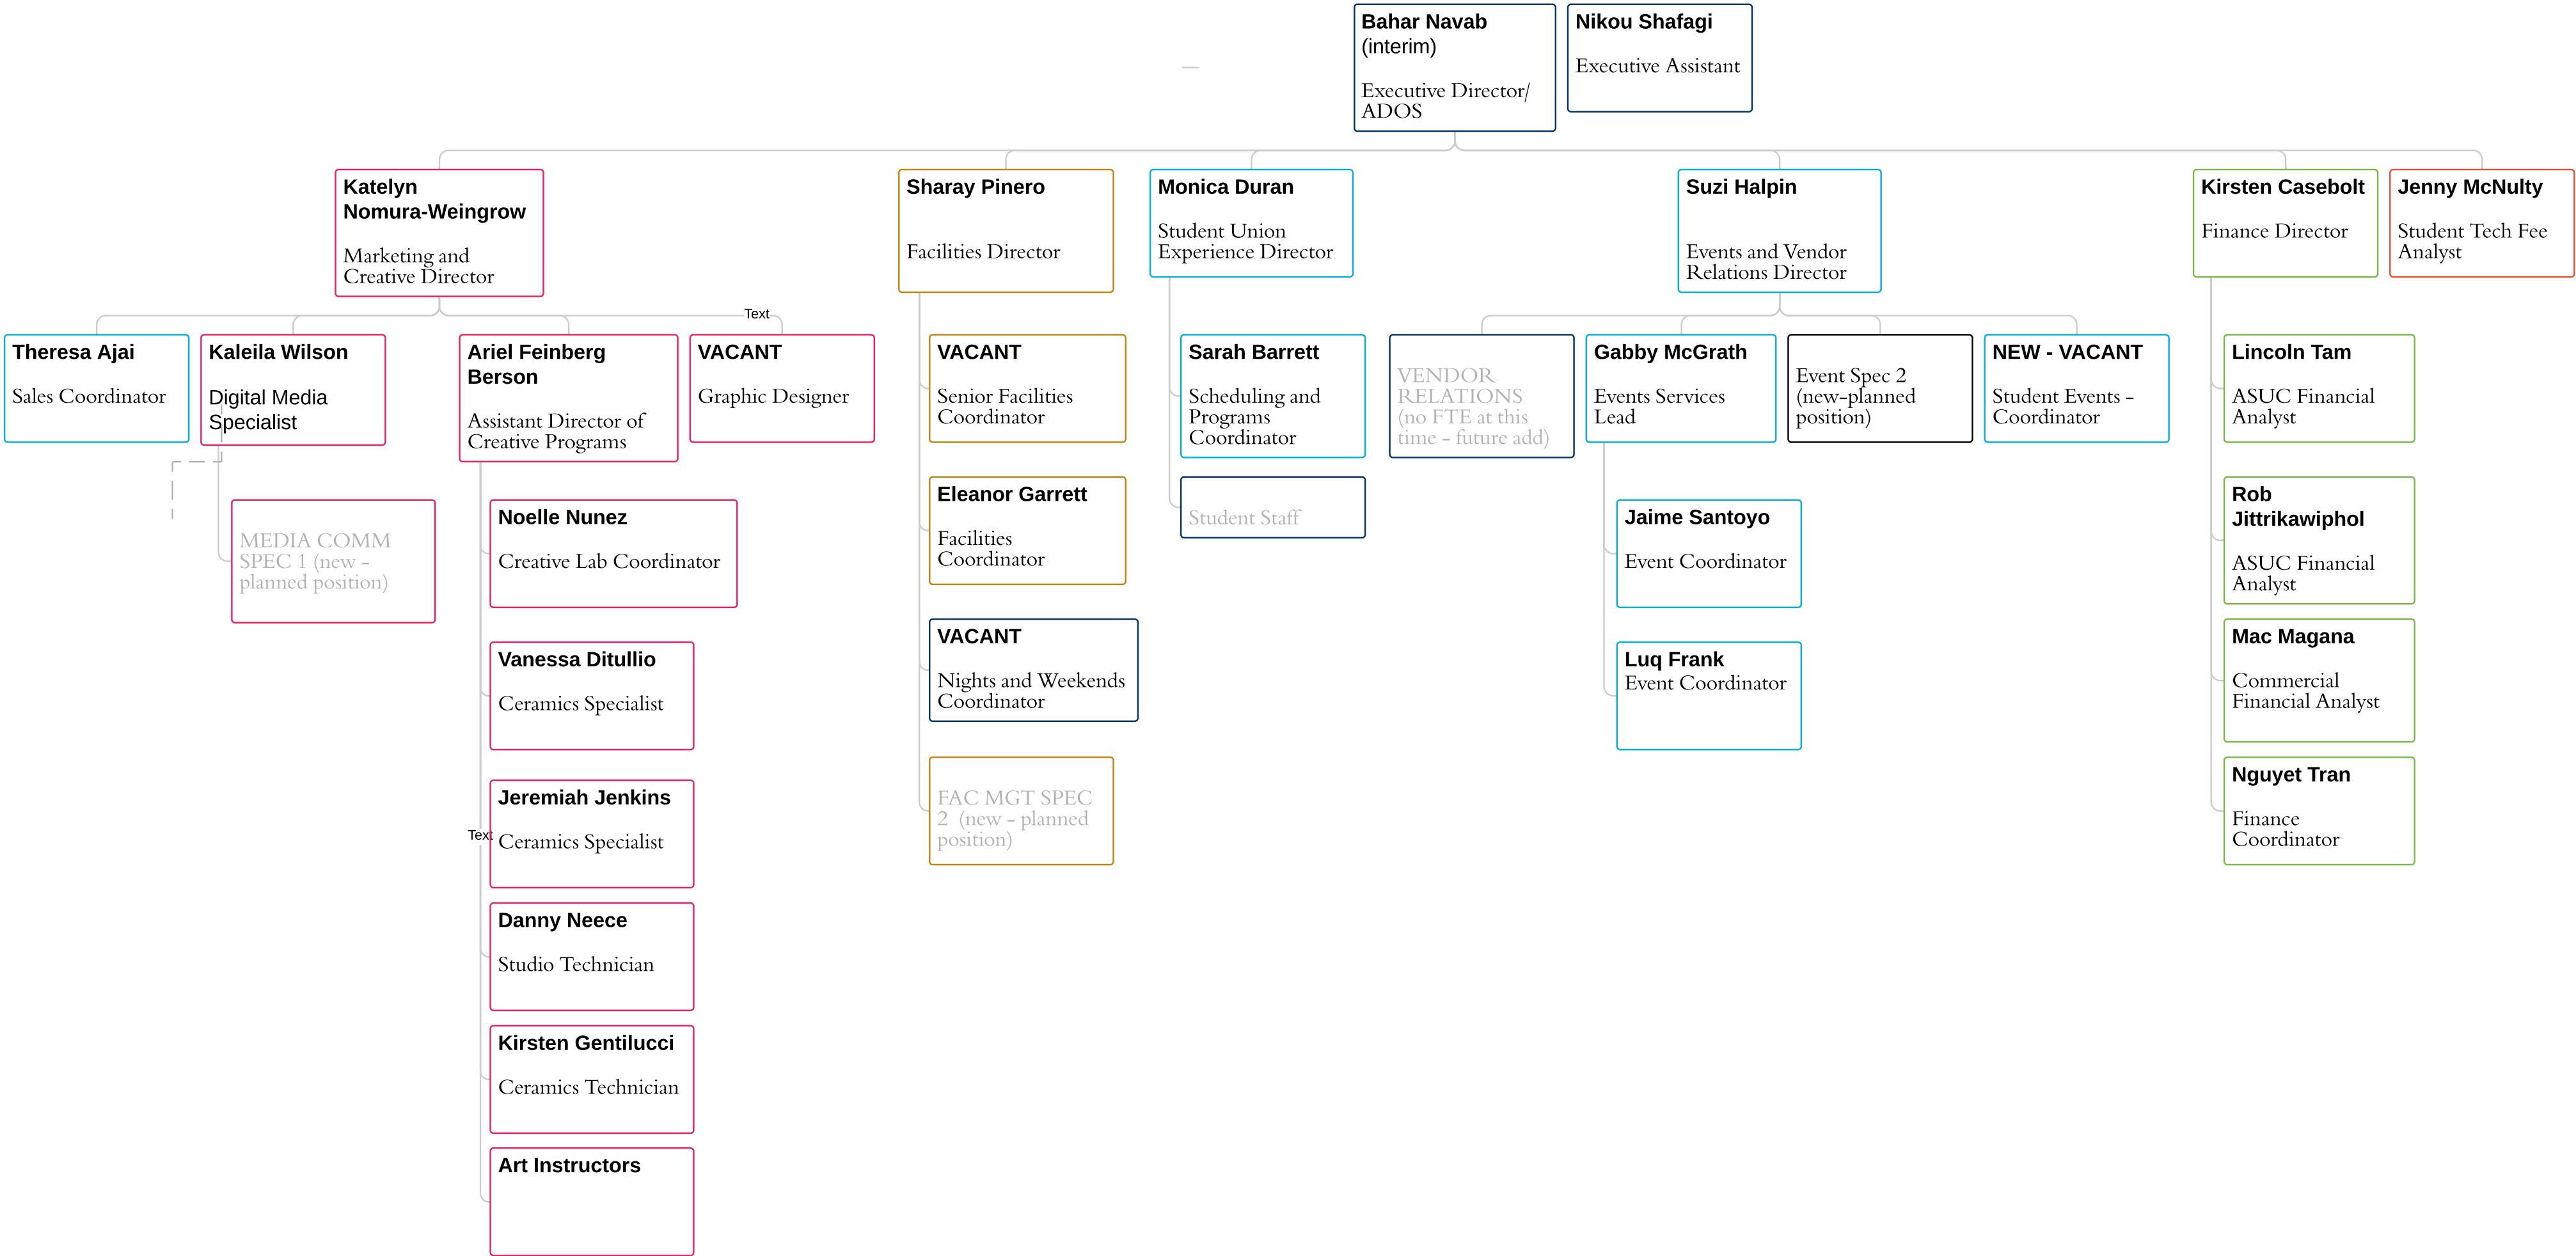 Bahar Navab
(interim)
Executive Director/
ADOS
Nikou Shafagi
Executive Assistant
Katelyn
Nomura-Weingrow
Marketing and
Creative Director
Sharay Pinero
Facilities Director
Monica Duran
Student Union
Experience Director
Suzi Halpin
Events and Vendor
Relations Director
Kirsten Casebolt
Finance Director
Jenny McNulty
Student Tech Fee
Analyst
Text
Theresa Ajai
Sales Coordinator
Kaleila Wilson
Digital Media
Specialist
Ariel Feinberg
Berson
Assistant Director of
Creative Programs
VACANT
Graphic Designer
MEDIA COMM
SPEC 1 (new -
planned position)
Noelle Nunez
Creative Lab Coordinator
Vanessa Ditullio
Ceramics Specialist
Jeremiah Jenkins
Text
Ceramics Specialist
Danny Neece
Studio Technician
Kirsten Gentilucci
Ceramics Technician
Art Instructors
VACANT
Senior Facilities
Coordinator
Eleanor Garrett
Facilities
Coordinator
VACANT
Nights and Weekends
Coordinator
FAC MGT SPEC
2 (new - planned
position)
Sarah Barrett
Scheduling and
Programs
Coordinator
Student Staff
VENDOR
RELATIONS
(no FTE at this
time - future add)
Gabby McGrath
Events Services
Lead
Event Spec 2
(new-planned
position)
NEW - VACANT
Student Events -
Coordinator
Jaime Santoyo
Event Coordinator
Luq Frank
Event Coordinator
Lincoln Tam
ASUC Financial
Analyst
Rob
Jittrikawiphol
ASUC Financial
Analyst
Mac Magana
Commercial
Financial Analyst
Nguyet Tran
Finance
Coordinator